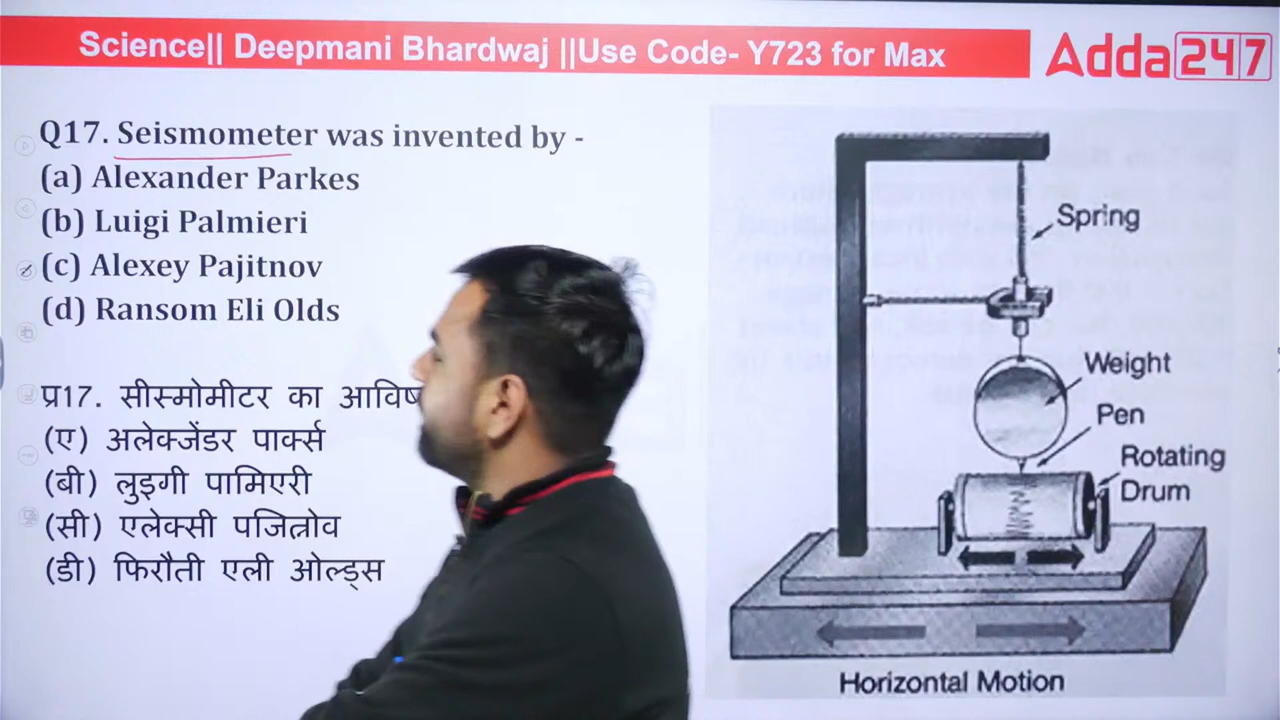 Science|| Deepmani Bhardwaj ||Use Code- Y723 for Max
Adda247
Q17. Seismometer was invented by -
(a) Alexander Parkes
(b) Luigi Palmieri
(c) Alexey Pajitnov
(d) Ransom Eli Olds
प्र17. सीस्मोमीटर का
(ए) अलेक्जेंडर पार्क्स
(बी) लुइगी पामिएरी
(सी) एलेक्सी पजित्नोव
(डी) फिरौती एली ओल्ड्स
Spring
Weight
Pen
Rotating
Drum
Horizontal Motion